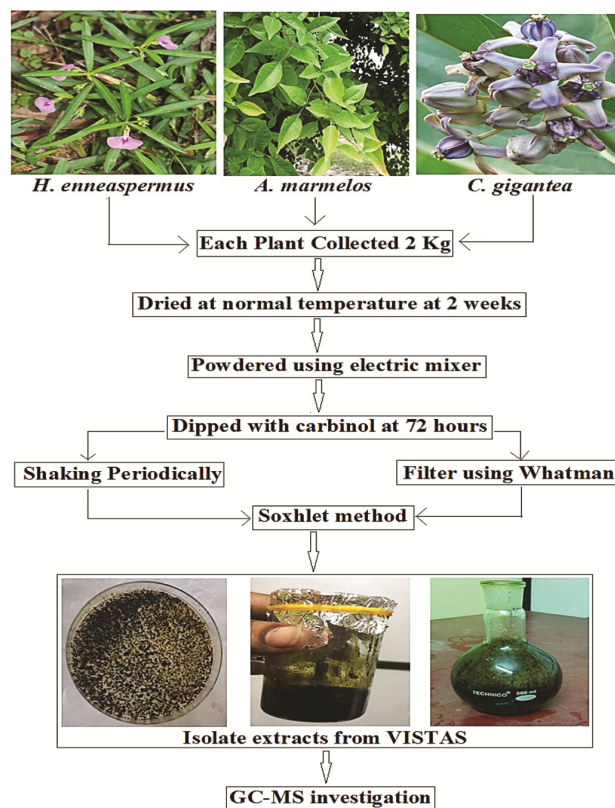 H. enneaspermus
A. marmelos
C. gigantea
Each Plant Collected 2 Kg
Dried at normal temperature at 2 weeks
Powdered using electric mixer
Dipped with carbinol at 72 hours
Shaking Periodically
Filter using Whatman
Soxhlet method
TECHNICO
500 ml
Isolate extracts from VISTAS
GC-MS investigation